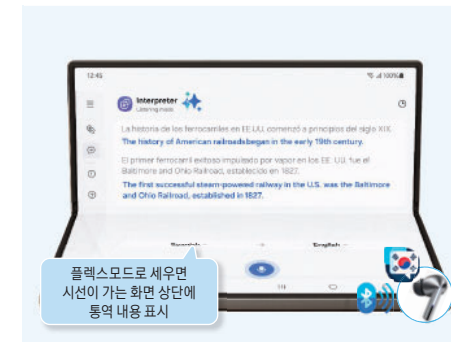 12:45
100%
Interpreter
Listening mode
La historia de los ferrocarriles en EE.UU. comenzó a principios del siglo XIX.
The history of American railroads began in the early 19th century.
El primer ferrocarril exitoso impulsado por vapor en los EE. UU. fue el
Baltimore and Ohio Railroad, establecido en 1827.
The first successful steam-powered railway in the U.S. was the Baltimore
and Ohio Railroad, established in 1827.
English
플렉스모드로 세우면
시선이 가는 화면 상단에
통역 내용 표시